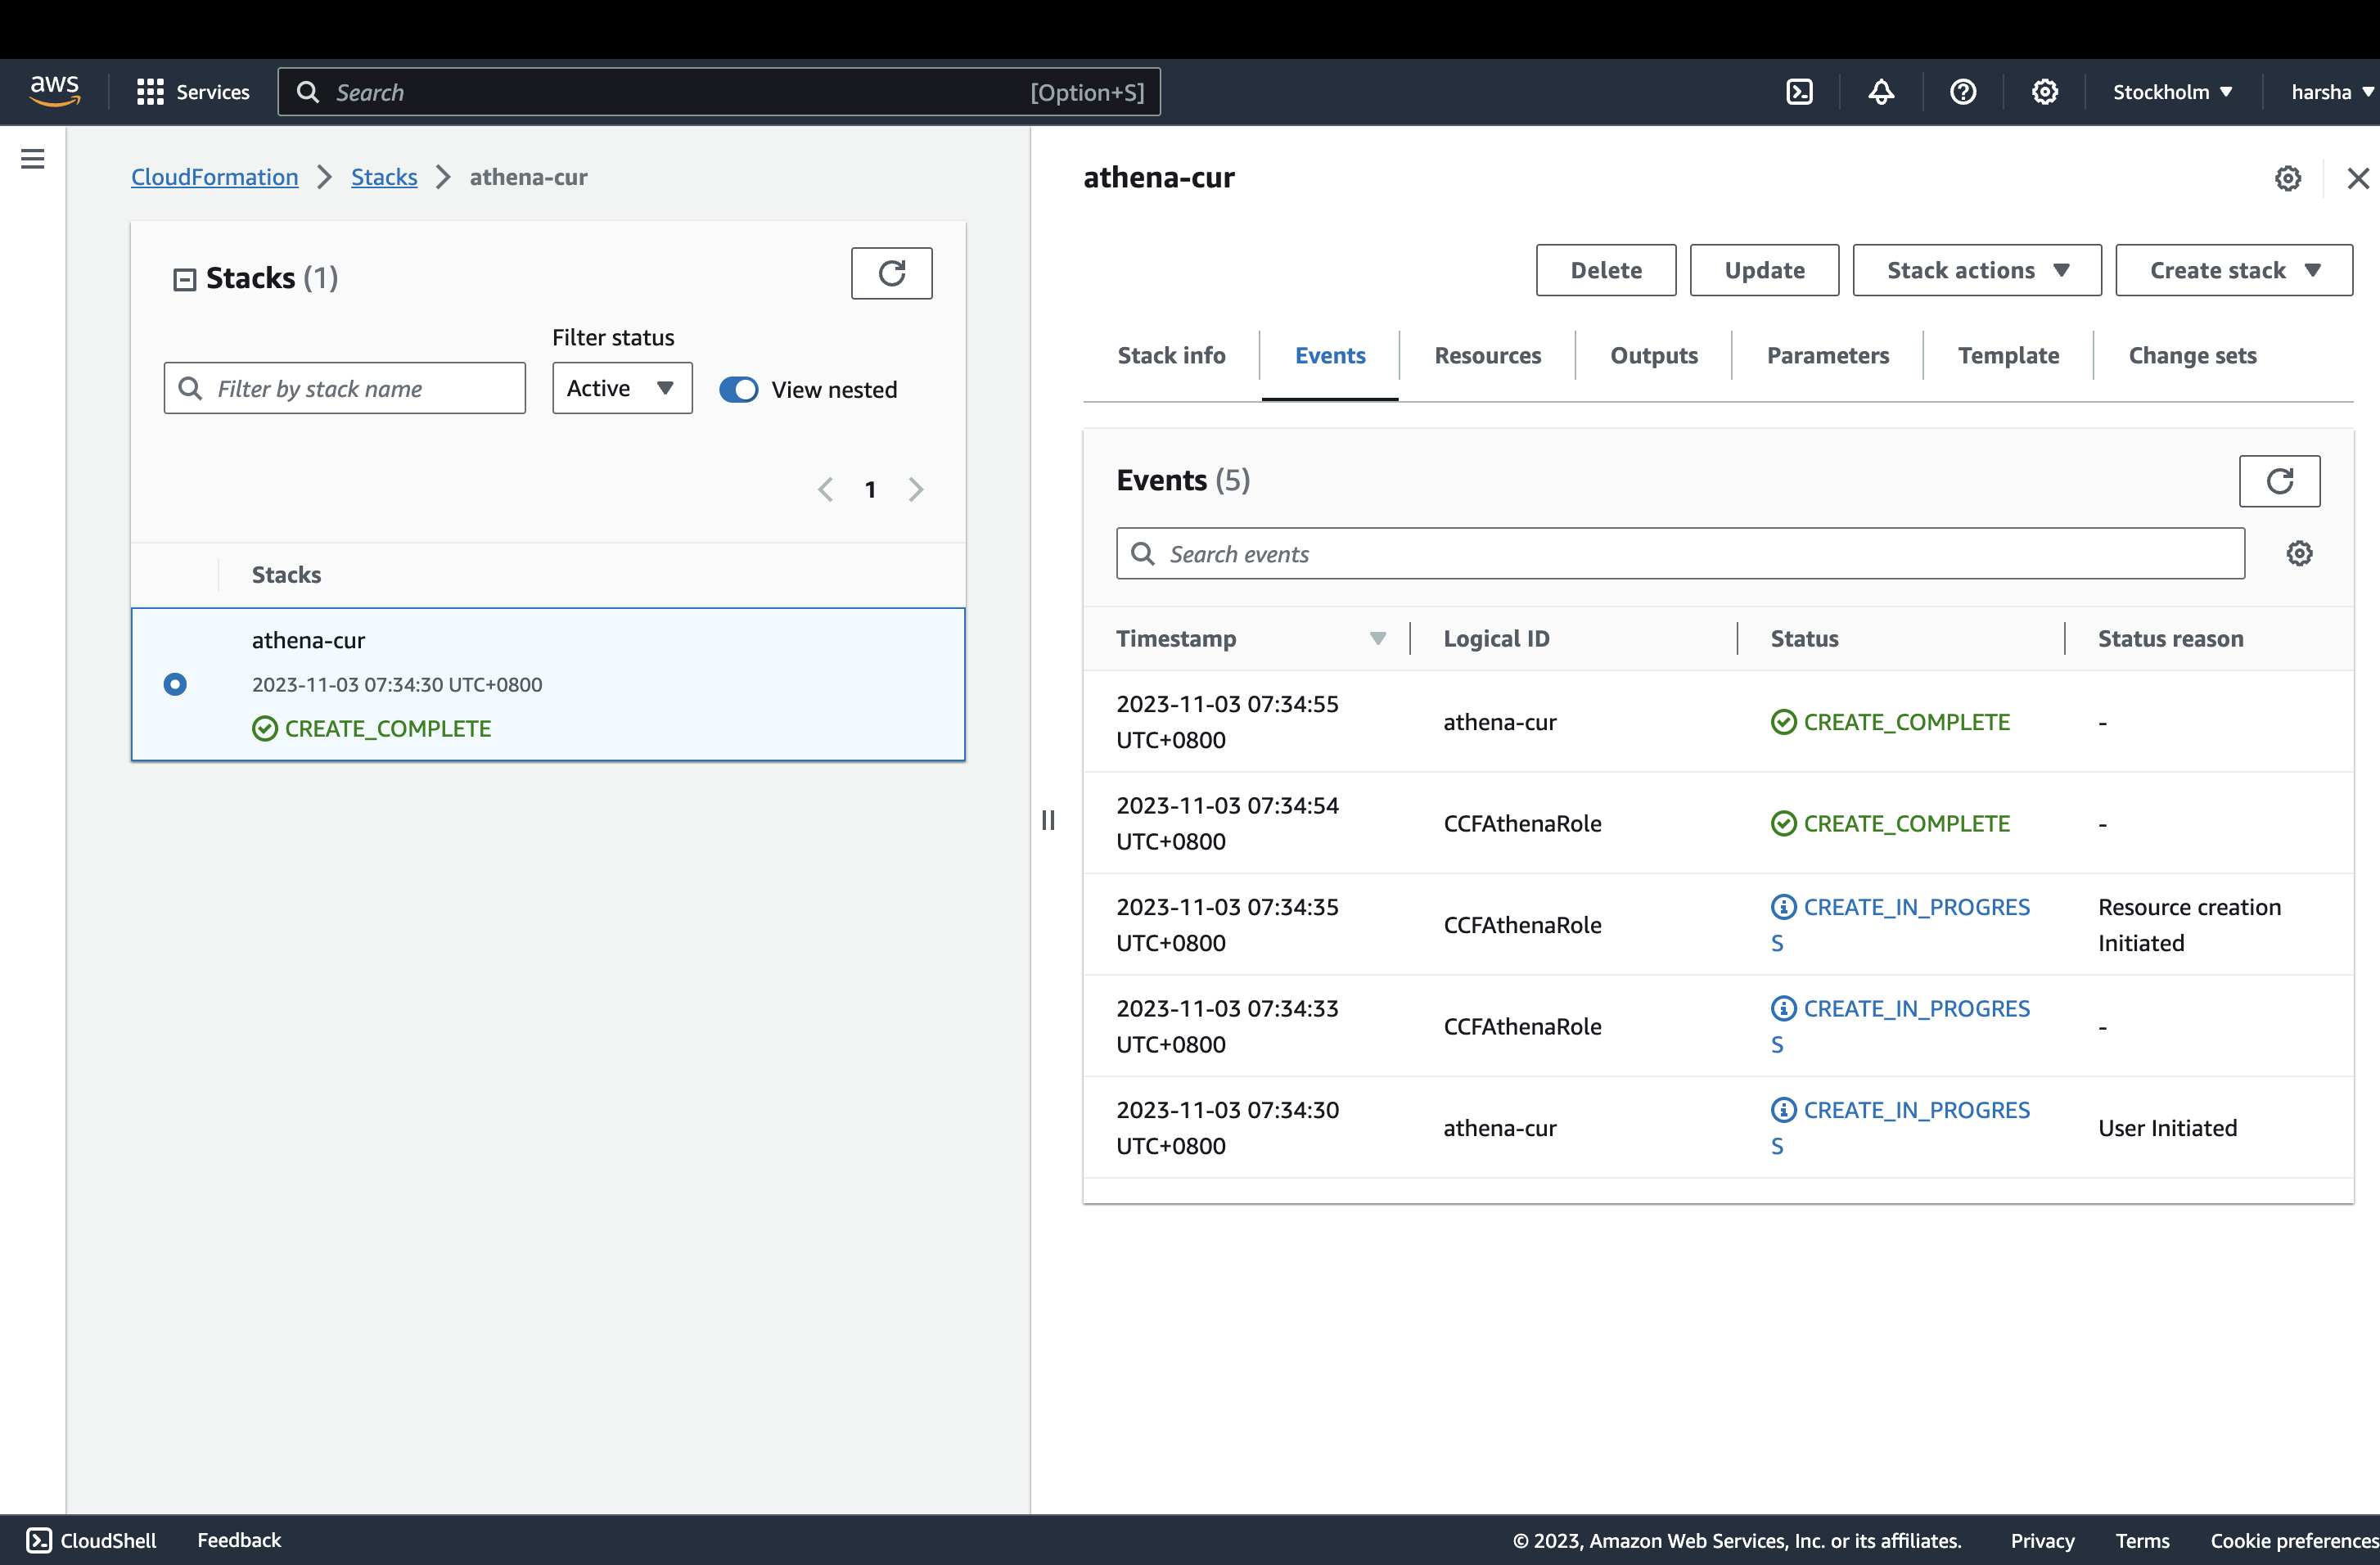 aws
Services
Search
[Option+S]
Stockholm
harsha
CloudFormation
Stacks
athena-cur
Stacks (1)
Filter status
Filter by stack name
Active
View nested
1
Stacks
athena-cur
2023-11-03 07:34:30 UTC+0800
CREATE_COMPLETE
athena-cur
Delete
Update
Stack actions
Create stack
Stack info
Events
Resources
Outputs
Parameters
Template
Change sets
Events (5)
Search events
Timestamp
Logical ID
Status
Status reason
2023-11-03 07:34:55
UTC+0800
athena-cur
CREATE_COMPLETE
-
2023-11-03 07:34:54
UTC+0800
CCFAthenaRole
CREATE_COMPLETE
-
2023-11-03 07:34:35
UTC+0800
CCFAthenaRole
CREATE_IN_PROGRES
S
Resource creation
Initiated
2023-11-03 07:34:33
UTC+0800
CCFAthenaRole
CREATE_IN_PROGRES
S
-
2023-11-03 07:34:30
UTC+0800
athena-cur
CREATE_IN_PROGRES
S
User Initiated
CloudShell
Feedback
© 2023, Amazon Web Services, Inc. or its affiliates.
Privacy
Terms
Cookie preferences